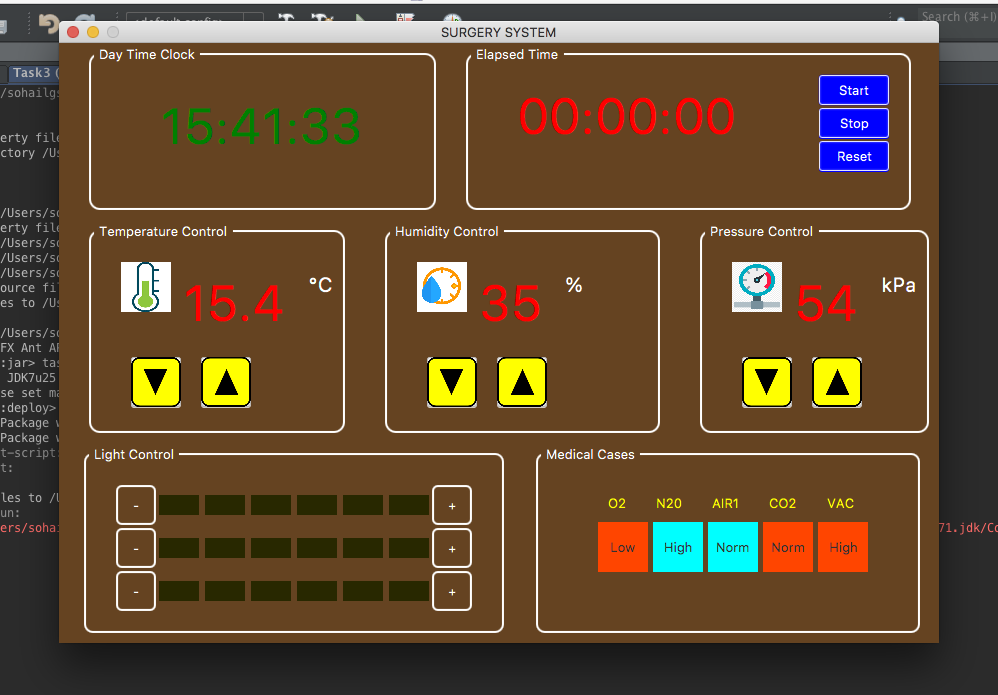 <default config>
Search (⌘+I)
SURGERY SYSTEM
Task3 (
/sohailgs
erty file
ctory /Us
/Users/so
erty file
/Users/so
/Users/so
/Users/so
ource fil
es to /Us
/Users/so
FX Ant AP
:jar> tas
JDK7u25
se set ma
:deploy>
Package w
Package w
t-script:
t:
les to /U
un:
ers/sohai
71.jdk/Co
Day Time Clock
15:41:33
Elapsed Time
00:00:00
Start
Stop
Reset
Temperature Control
15.4 °C
▼ ▲
Humidity Control
35 %
▼ ▲
Pressure Control
54 kPa
▼ ▲
Light Control
- +
- +
- +
Medical Cases
O2 N20 AIR1 CO2 VAC
Low High Norm Norm High